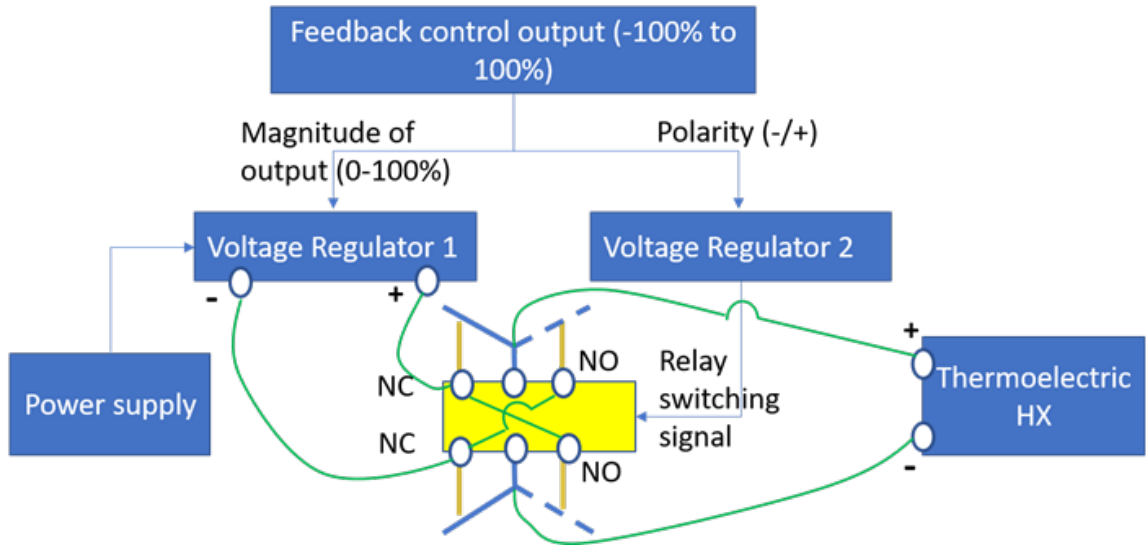 Feedback control output (-100% to
100%)
Magnitude of
output (0-100%)
Polarity (-/+)
Voltage Regulator 1
Voltage Regulator 2
-
+
Power supply
NC
NO
Relay
switching
signal
NC
NO
+
Thermoelectric
HX
-